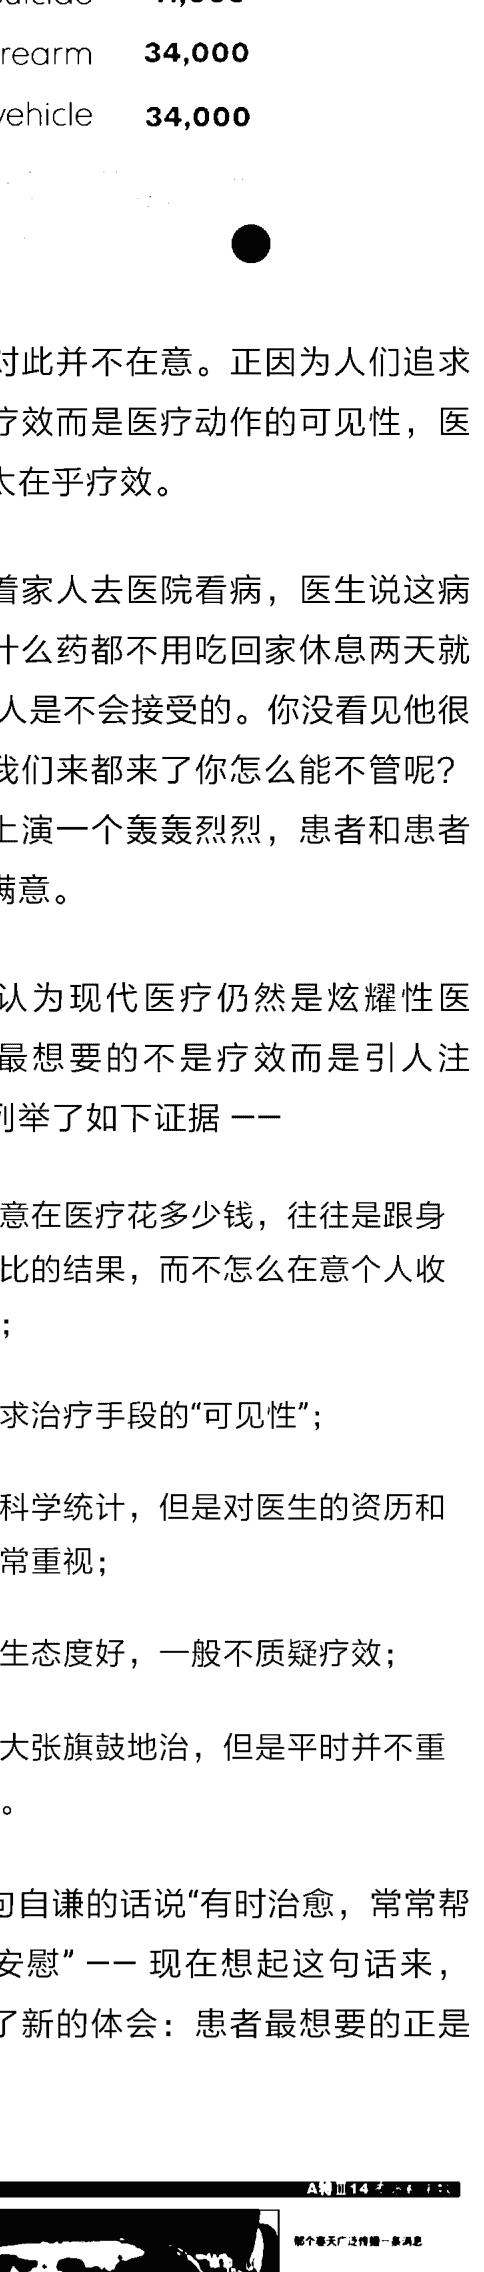 rearm 34,000
vehicle 34,000
对此并不在意。正因为人们追求
疗效而是医疗动作的可见性，医
太在乎疗效。
着家人去医院看病，医生说这病
什么药都不用吃回家休息两天就
人是不会接受的。你没看见他很
我们来都来了你怎么能不管呢？
上演一个轰轰烈烈，患者和患者
满意。
认为现代医疗仍然是炫耀性医
最想要的不是疗效而是引人注
列举了如下证据 ——
意在医疗花多少钱，往往是跟身
比的结果，而不怎么在意个人收
；
求治疗手段的“可见性”；
科学统计，但是对医生的资历和
常重视；
生态度好，一般不质疑疗效；
大张旗鼓地治，但是平时并不重
。
句自谦的话说“有时治愈，常常帮
安慰” —— 现在想起这句话来，
了新的体会：患者最想要的正是